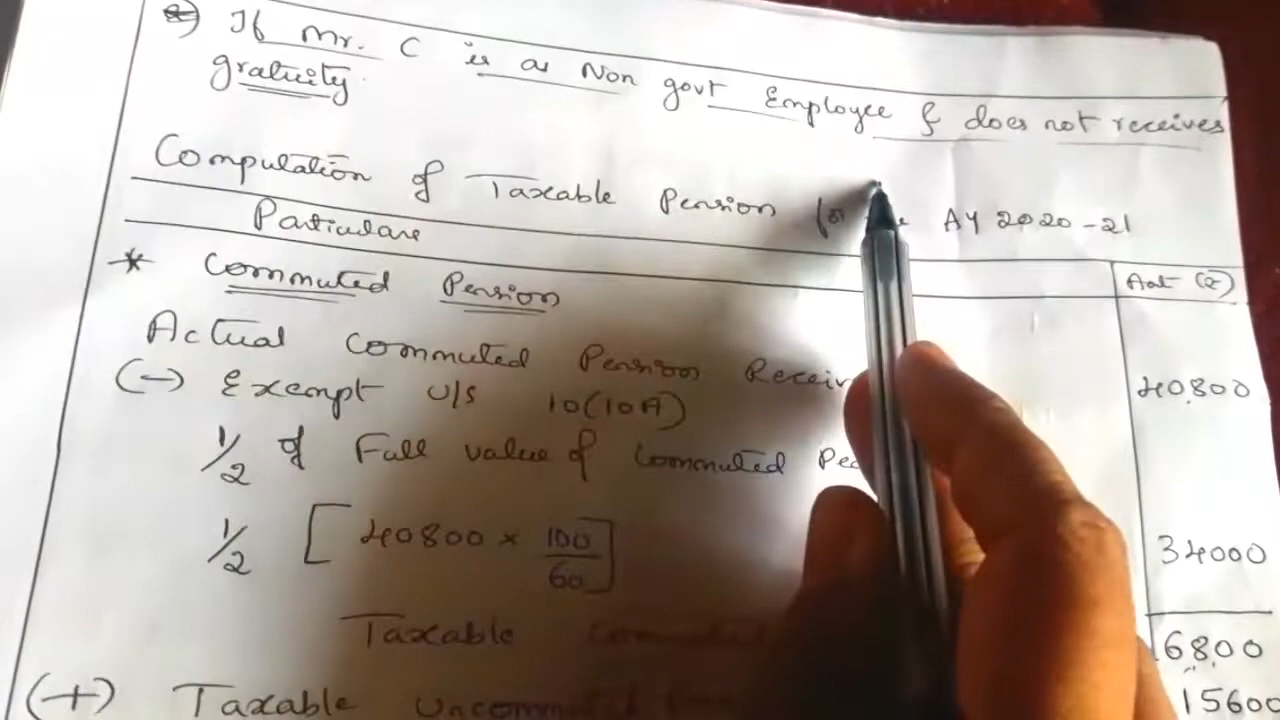 *) If Mr. C is a Non govt Employee & does not receives
gratuity.
Computation of Taxable Pension AY 2020-21
Particulars Amt (₹)
* Commuted Pension
Actual Commuted Pension 40800
(-) Exempt U/S 10(10A)
1/2 of Full value of Commuted
1/2 [40800 × 100/60] 34000
Taxable 6800
(+) Taxable 15600